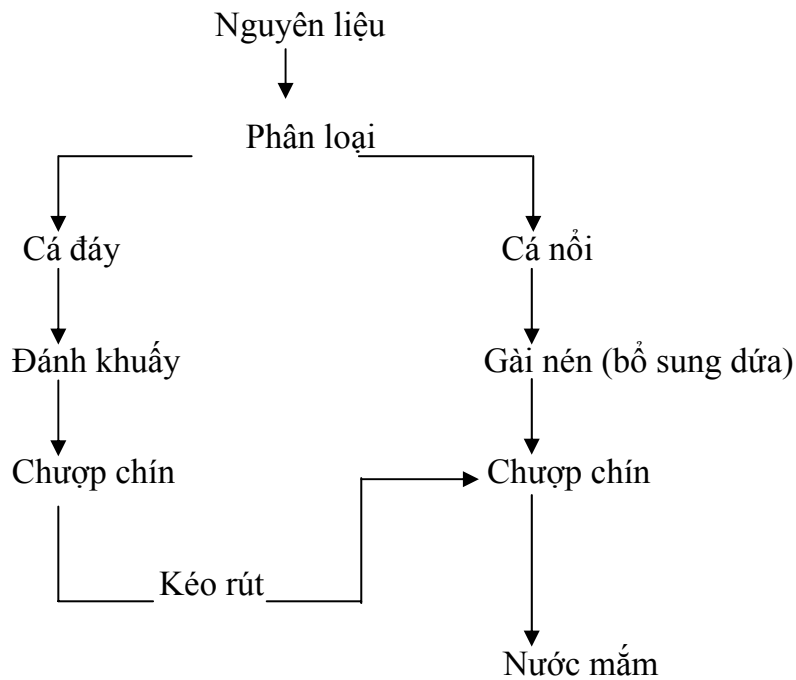 Nguyên liệu
Phân loại
Cá đáy
Cá nổi
Đánh khuấy
Gài nén (bổ sung dứa)
Chượp chín
Chượp chín
Kéo rút
Nước mắm